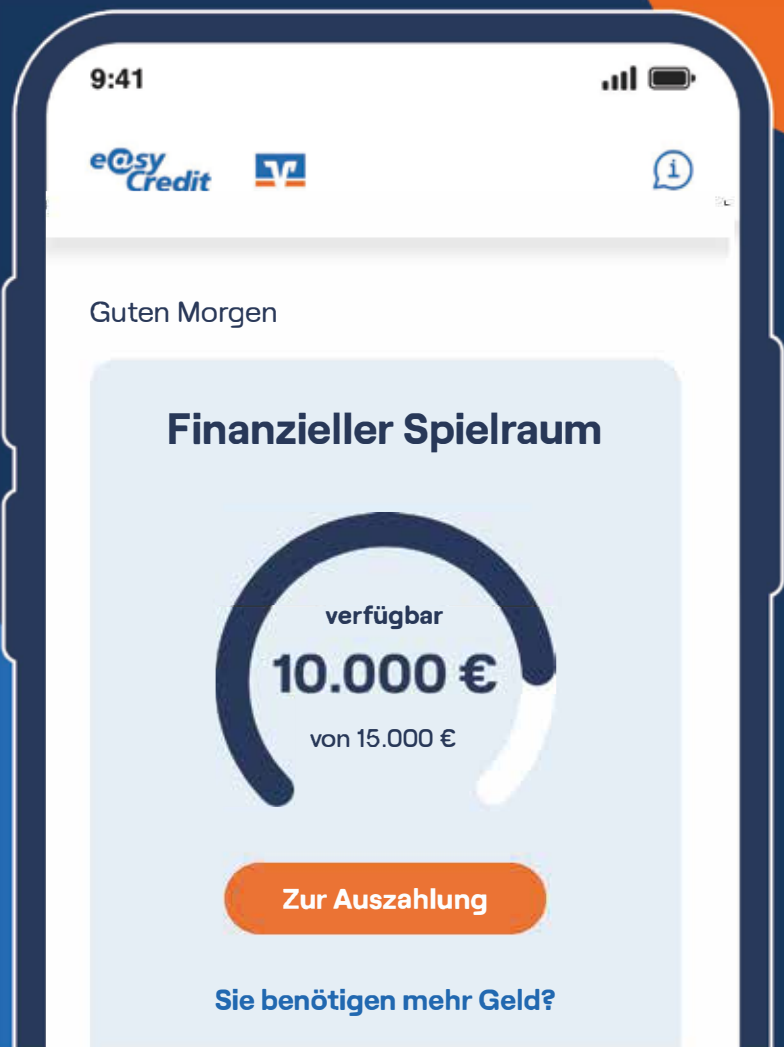 9:41
e@sy
Credit
Guten Morgen
Finanzieller Spielraum
verfügbar
10.000 €
von 15.000 €
Zur Auszahlung
Sie benötigen mehr Geld?